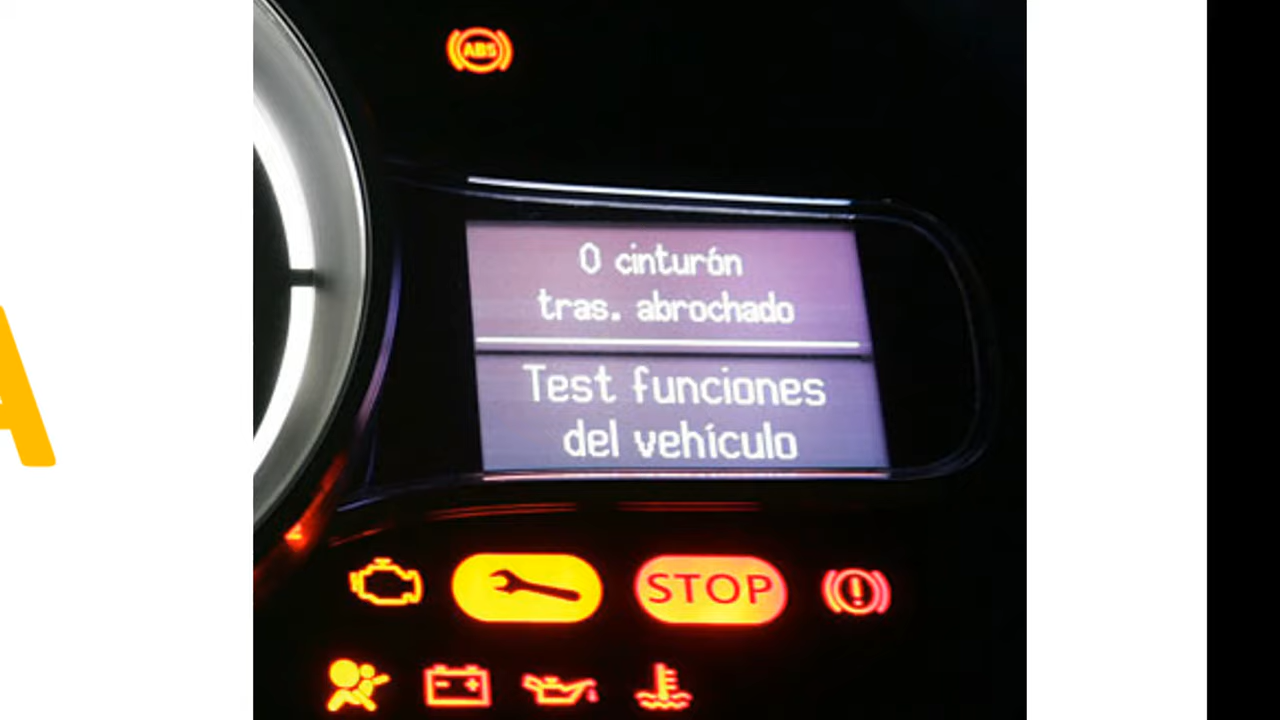 A
ABS
0 cinturón
tras. abrochado
Test funciones
del vehículo
STOP